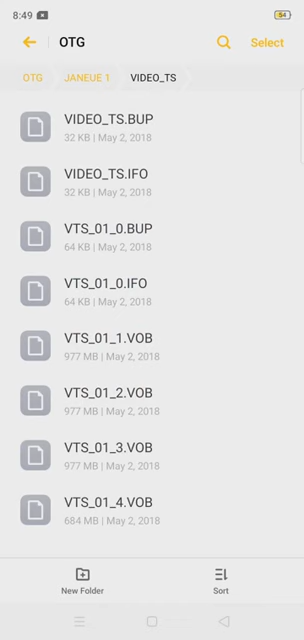 8:49
54
OTG
Select
OTG
JANEUE 1
VIDEO_TS
VIDEO_TS.BUP
32 KB | May 2, 2018
VIDEO_TS.IFO
32 KB | May 2, 2018
VTS_01_0.BUP
64 KB | May 2, 2018
VTS_01_0.IFO
64 KB | May 2, 2018
VTS_01_1.VOB
977 MB | May 2, 2018
VTS_01_2.VOB
977 MB | May 2, 2018
VTS_01_3.VOB
977 MB | May 2, 2018
VTS_01_4.VOB
684 MB | May 2, 2018
New Folder
Sort